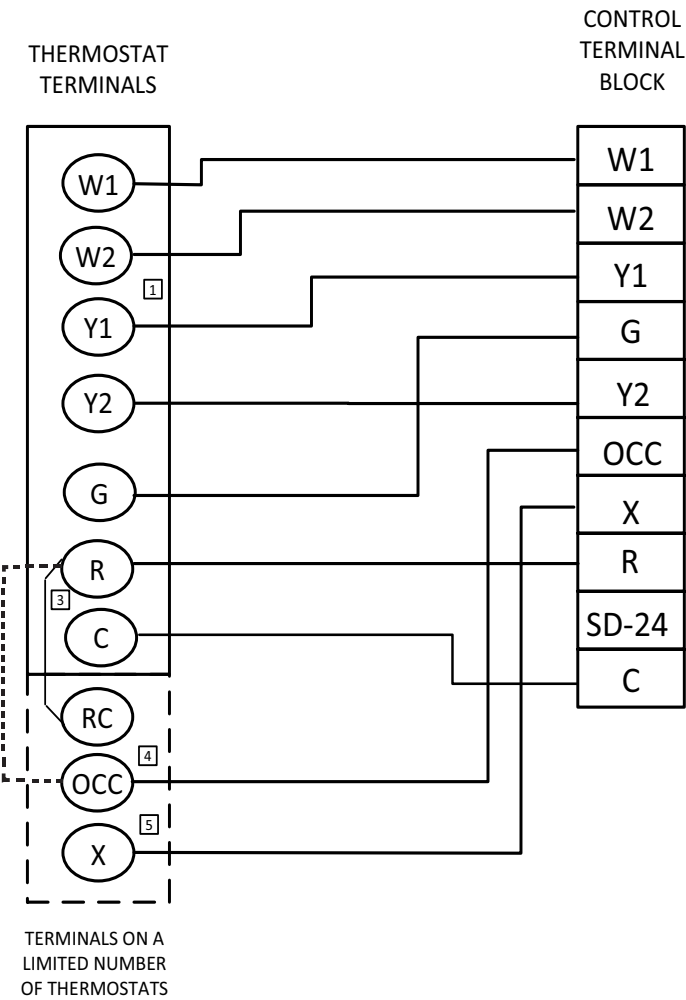 THERMOSTAT
TERMINALS
W1
W2
1
Y1
Y2
G
R
3
C
RC
4
OCC
5
X
TERMINALS ON A
LIMITED NUMBER
OF THERMOSTATS
CONTROL
TERMINAL
BLOCK
W1
W2
Y1
G
Y2
OCC
X
R
SD-24
C